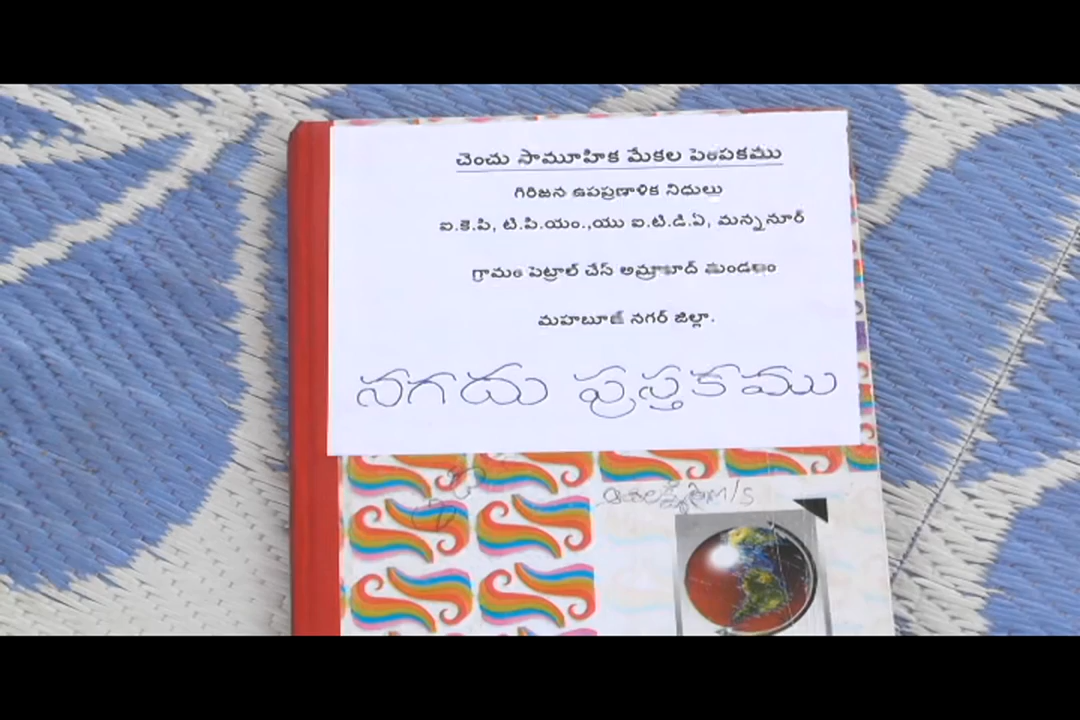 చెంచు సామూహిక మేకల పెంపకము
గిరిజన ఉపప్రణాళిక నిధులు
ఐ.కె.పి, టి.పి.యం.,యు ఐ.టి.డి.ఏ, మన్ననూర్
గ్రామం పెట్రాల్ చేస్ అమ్రాబాద్ మండలం
మహబూబ్ నగర్ జిల్లా.
నగదు పుస్తకము
M/S